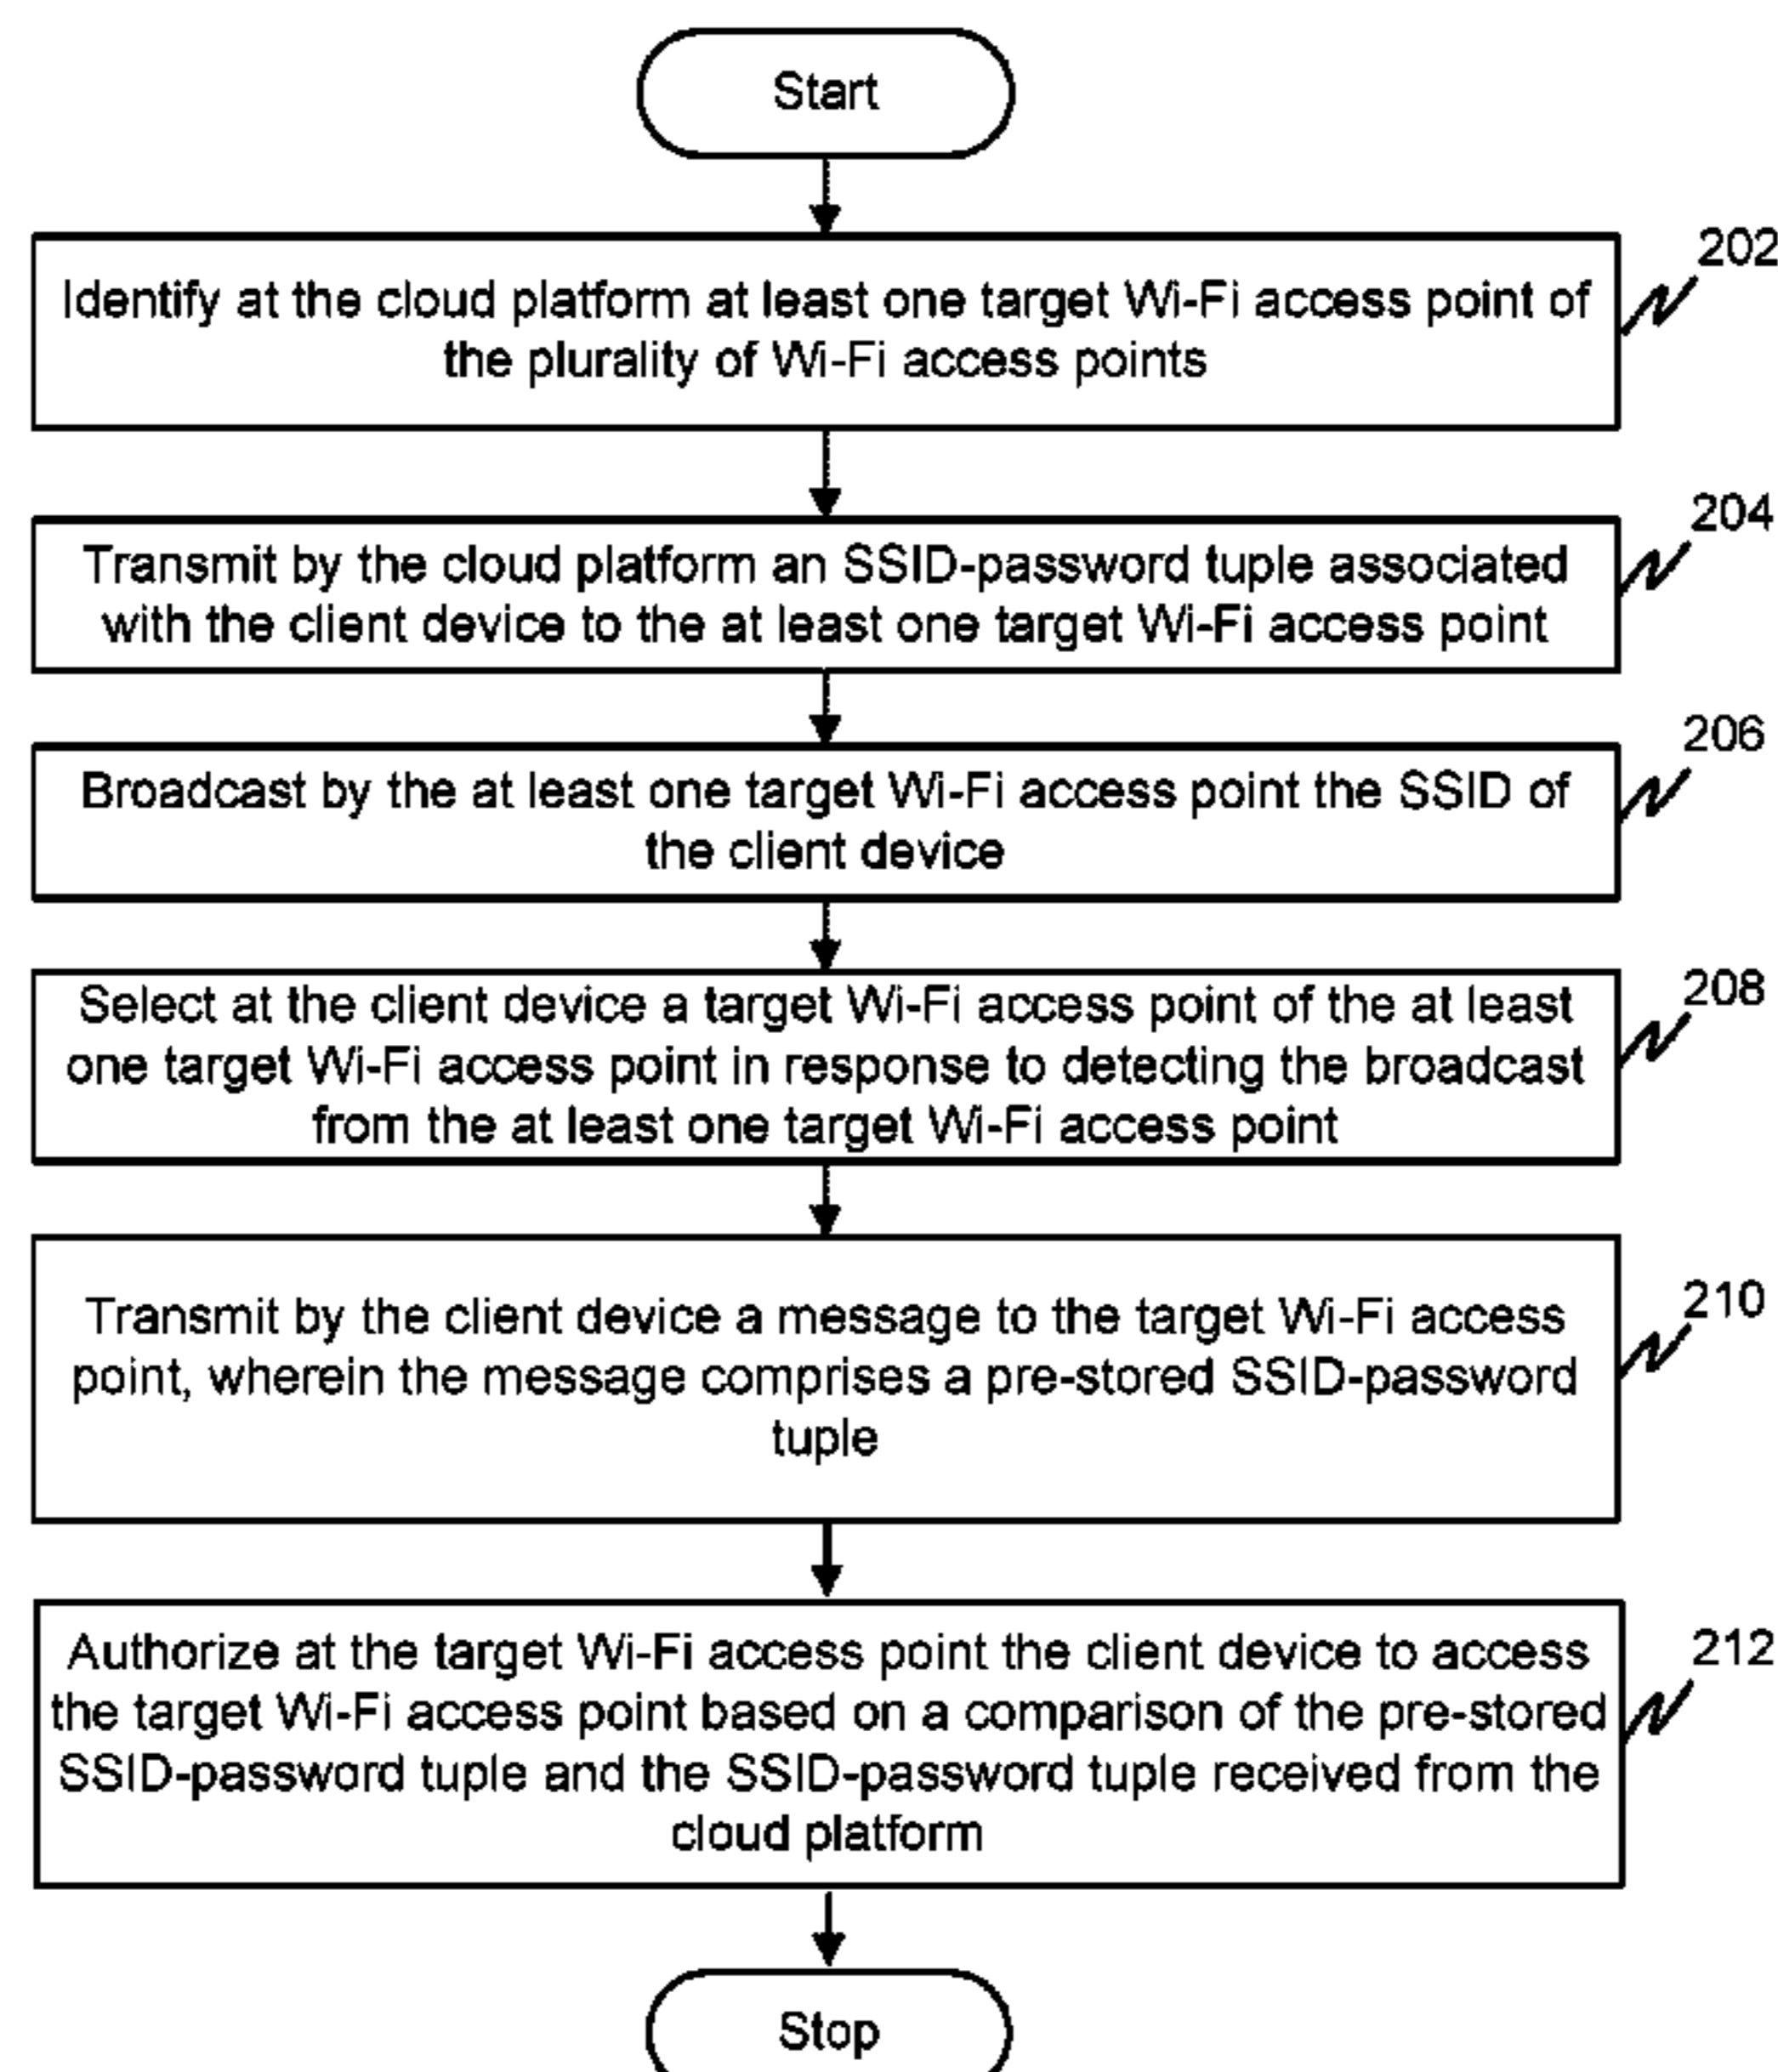 Start
202
Identify at the cloud platform at least one target Wi-Fi access point of
the plurality of Wi-Fi access points
204
Transmit by the cloud platform an SSID-password tuple associated
with the client device to the at least one target Wi-Fi access point
206
Broadcast by the at least one target Wi-Fi access point the SSID of
the client device
208
Select at the client device a target Wi-Fi access point of the at least
one target Wi-Fi access point in response to detecting the broadcast
from the at least one target Wi-Fi access point
210
Transmit by the client device a message to the target Wi-Fi access
point, wherein the message comprises a pre-stored SSID-password
tuple
212
Authorize at the target Wi-Fi access point the client device to access
the target Wi-Fi access point based on a comparison of the pre-stored
SSID-password tuple and the SSID-password tuple received from the
cloud platform
Stop